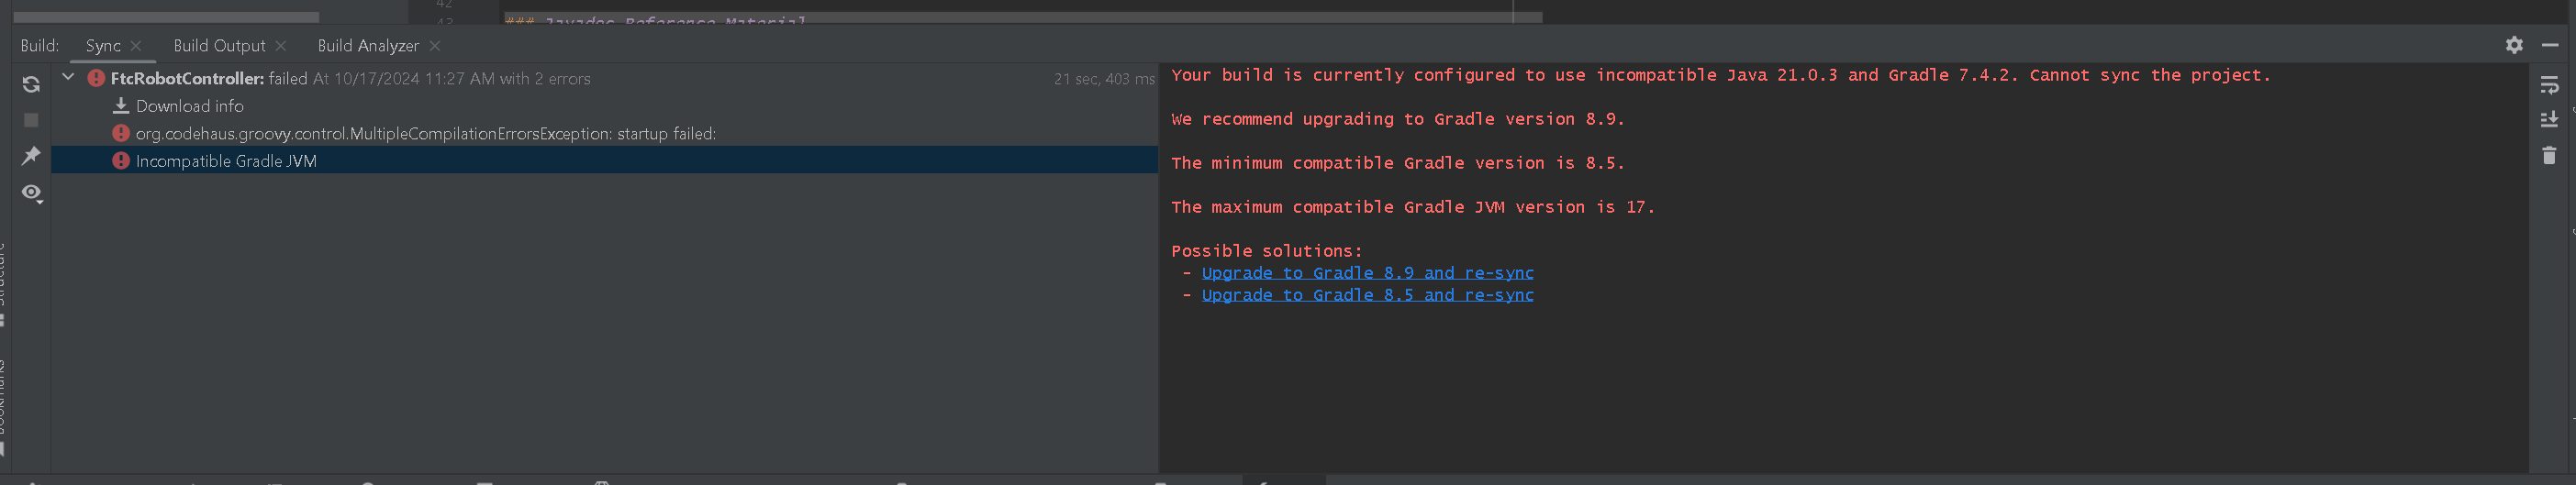 42
43
### Javadoc Reference Material
Build:
Sync
Build Output
Build Analyzer
FtcRobotController: failed At 10/17/2024 11:27 AM with 2 errors
21 sec, 403 ms
Download info
org.codehaus.groovy.control.MultipleCompilationErrorsException: startup failed:
Incompatible Gradle JVM
Your build is currently configured to use incompatible Java 21.0.3 and Gradle 7.4.2. Cannot sync the project.
We recommend upgrading to Gradle version 8.9.
The minimum compatible Gradle version is 8.5.
The maximum compatible Gradle JVM version is 17.
Possible solutions:
- Upgrade to Gradle 8.9 and re-sync
- Upgrade to Gradle 8.5 and re-sync
Structure
Bookmarks